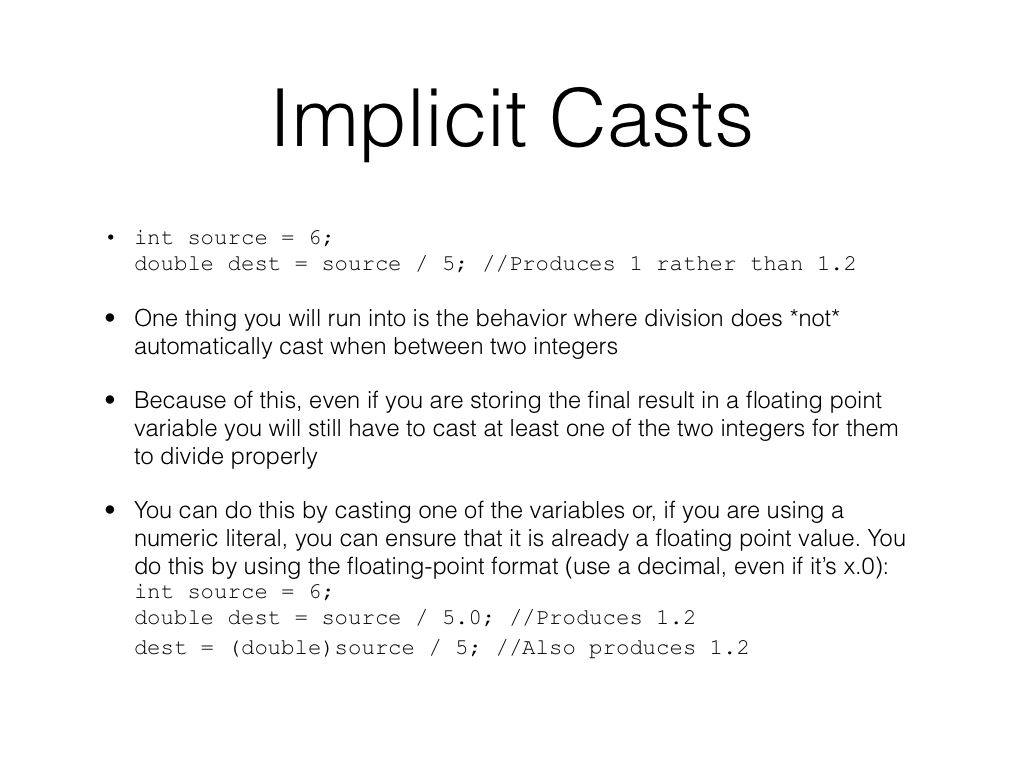 Implicit Casts
• int source = 6;
double dest = source / 5; //Produces 1 rather than 1.2
• One thing you will run into is the behavior where division does *not*
automatically cast when between two integers
• Because of this, even if you are storing the final result in a floating point
variable you will still have to cast at least one of the two integers for them
to divide properly
• You can do this by casting one of the variables or, if you are using a
numeric literal, you can ensure that it is already a floating point value. You
do this by using the floating-point format (use a decimal, even if it’s x.0):
int source = 6;
double dest = source / 5.0; //Produces 1.2
dest = (double)source / 5; //Also produces 1.2